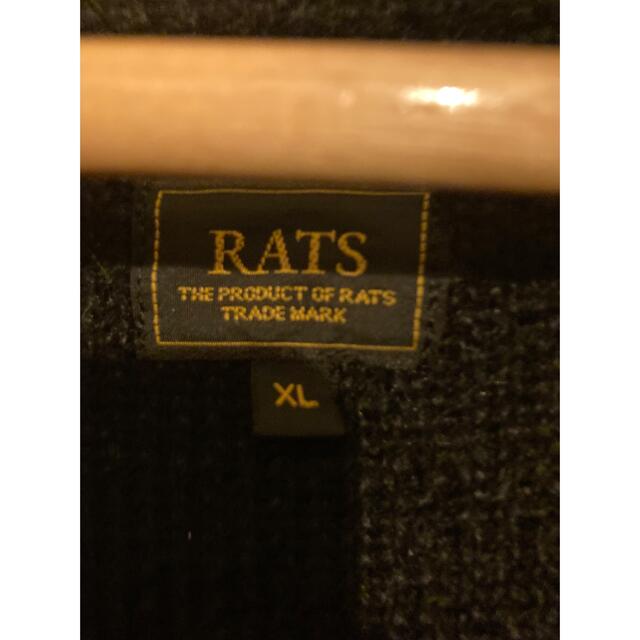 RATS
THE PRODUCT OF RATS
TRADE MARK
XL